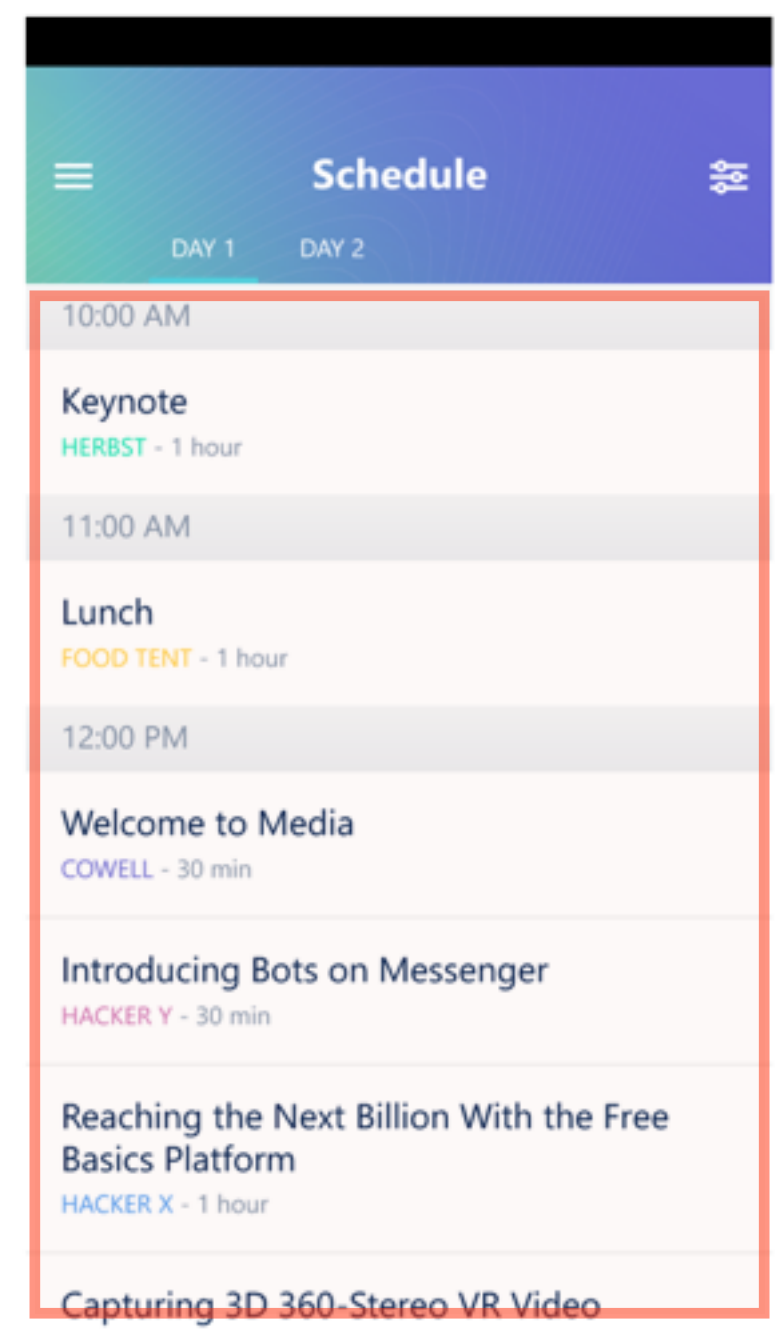 Schedule
DAY 1 DAY 2
10:00 AM
Keynote
HERBST - 1 hour
11:00 AM
Lunch
FOOD TENT - 1 hour
12:00 PM
Welcome to Media
COWELL - 30 min
Introducing Bots on Messenger
HACKER Y - 30 min
Reaching the Next Billion With the Free
Basics Platform
HACKER X - 1 hour
Capturing 3D 360-Stereo VR Video